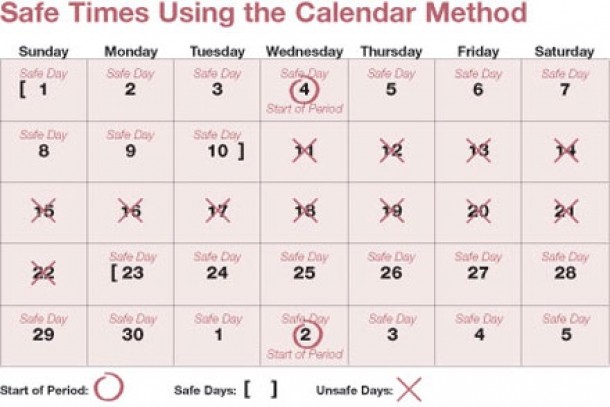 Safe Times Using the Calendar Method
Sunday Monday Tuesday Wednesday Thursday Friday Saturday
Safe Day Safe Day Safe Day Safe Day Safe Day Safe Day Safe Day
[ 1 2 3 4 5 6 7
Start of Period
Safe Day Safe Day Safe Day
8 9 10 ] 11 12 13 14
15 16 17 18 19 20 21
Safe Day Safe Day Safe Day Safe Day Safe Day Safe Day
22 [ 23 24 25 26 27 28
Safe Day Safe Day Safe Day Safe Day Safe Day Safe Day Safe Day
29 30 1 2 3 4 5
Start of Period
Start of Period: Safe Days: [ ] Unsafe Days: